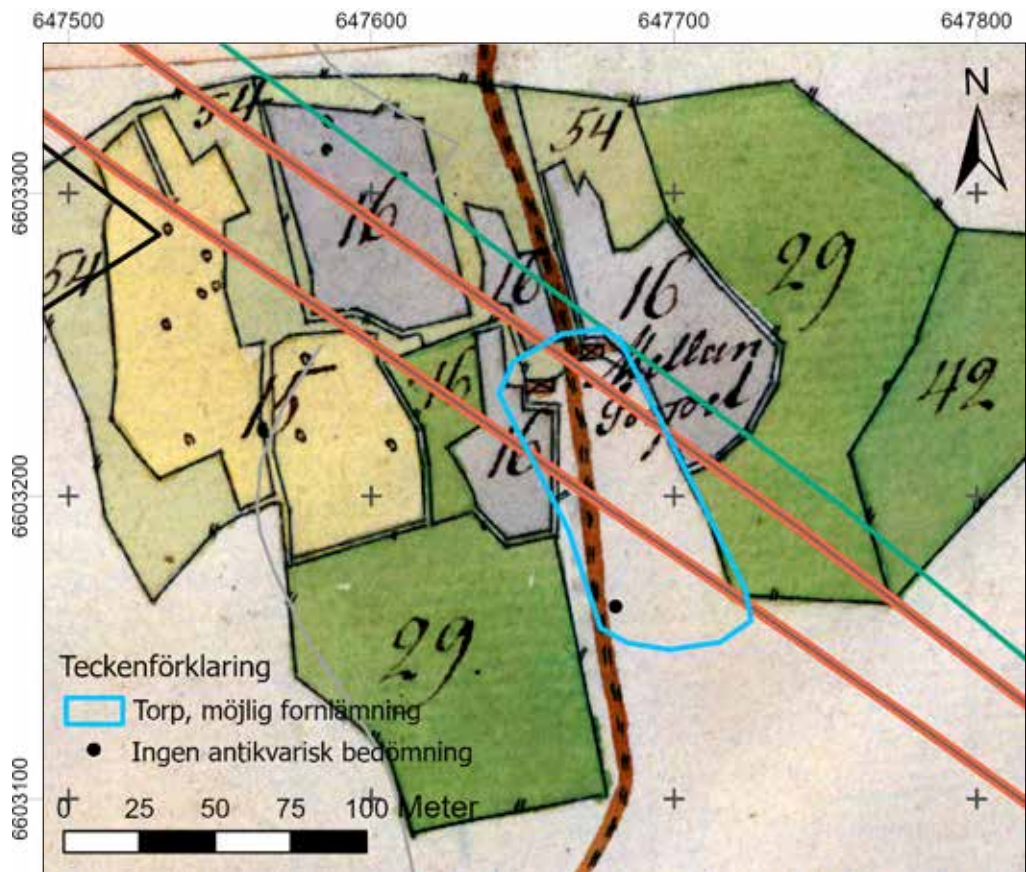 647500 647600 647700 647800
N
54 54
6603300
16 29
54 16 16
Mellan
42
15 16
16
6603200
29.
Teckenförklaring
Torp, möjlig fornlämning
Ingen antikvarisk bedömning
6603100
0 25 50 75 100 Meter